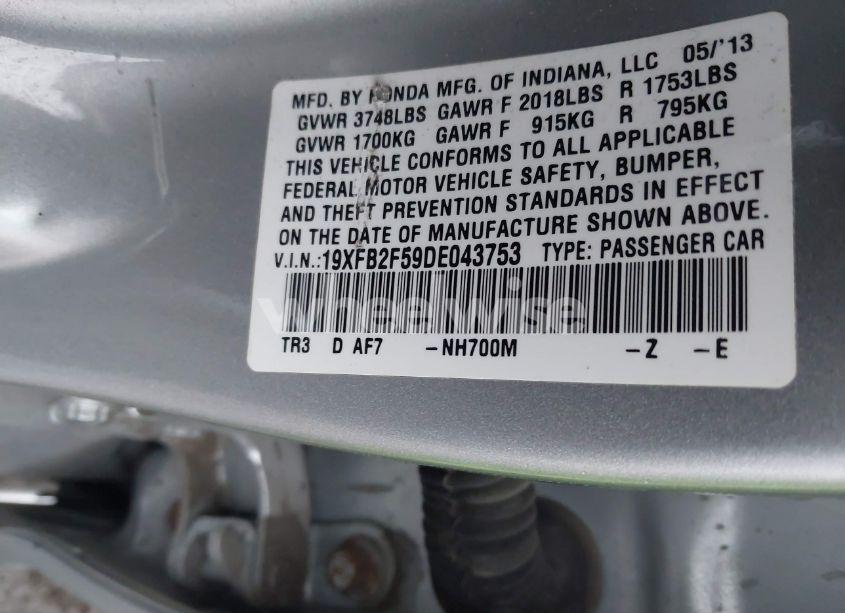 MFD. BY HONDA MFG. OF INDIANA, LLC 05/'13
GVWR 3748LBS GAWR F 2018LBS R 1753LBS
GVWR 1700KG GAWR F 915KG R 795KG
THIS VEHICLE CONFORMS TO ALL APPLICABLE
FEDERAL MOTOR VEHICLE SAFETY, BUMPER,
AND THEFT PREVENTION STANDARDS IN EFFECT
ON THE DATE OF MANUFACTURE SHOWN ABOVE.
V.I.N.:19XFB2F59DE043753 TYPE: PASSENGER CAR
wheelwise
TR3 D AF7 -NH700M -Z -E